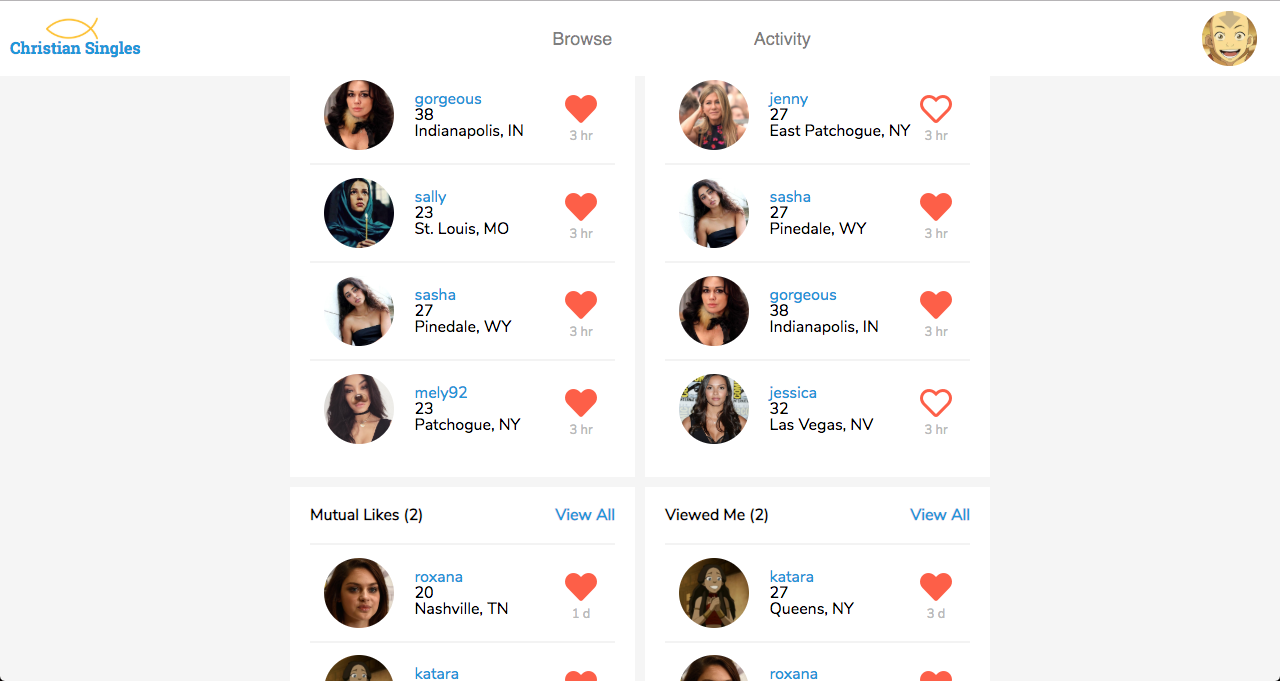 Christian Singles
Browse
Activity
gorgeous
38
Indianapolis, IN
3 hr
sally
23
St. Louis, MO
3 hr
sasha
27
Pinedale, WY
3 hr
mely92
23
Patchogue, NY
3 hr
jenny
27
East Patchogue, NY
3 hr
sasha
27
Pinedale, WY
3 hr
gorgeous
38
Indianapolis, IN
3 hr
jessica
32
Las Vegas, NV
3 hr
Mutual Likes (2)
View All
roxana
20
Nashville, TN
1 d
katara
Viewed Me (2)
View All
katara
27
Queens, NY
3 d
roxana